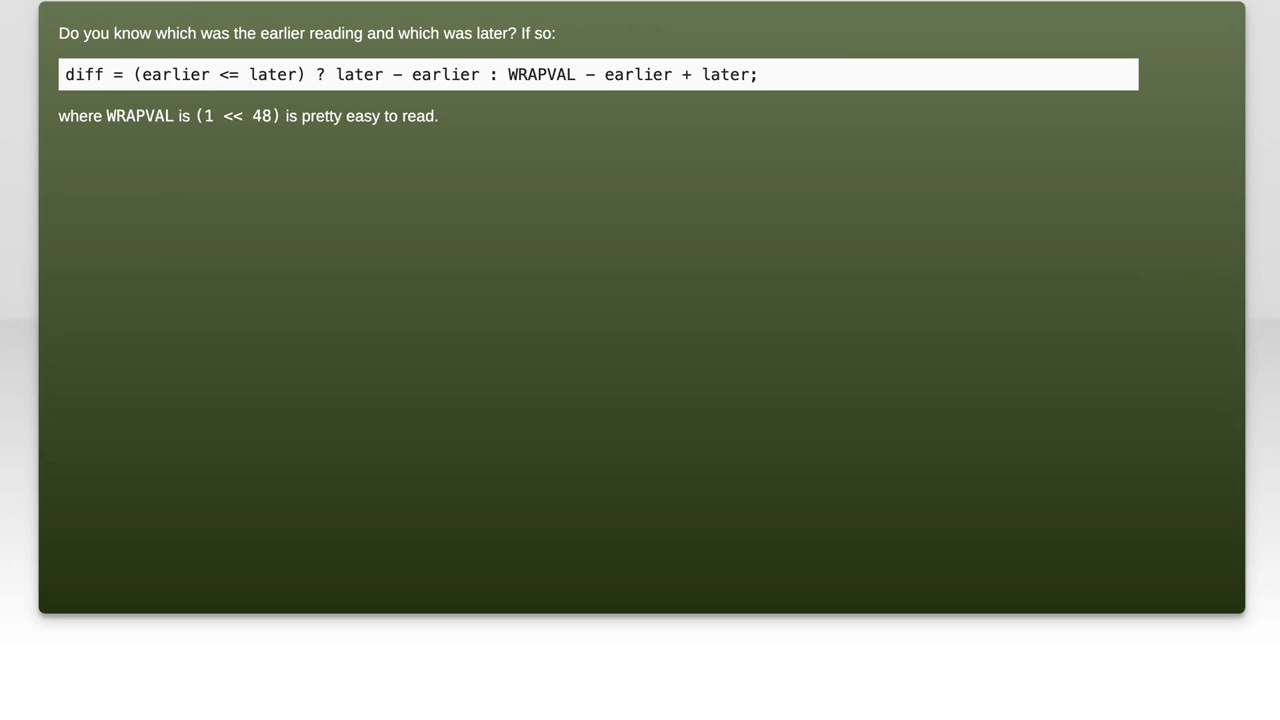 Do you know which was the earlier reading and which was later? If so:
diff = (earlier <= later) ? later – earlier : WRAPVAL – earlier + later;
where WRAPVAL is (1 << 48) is pretty easy to read.